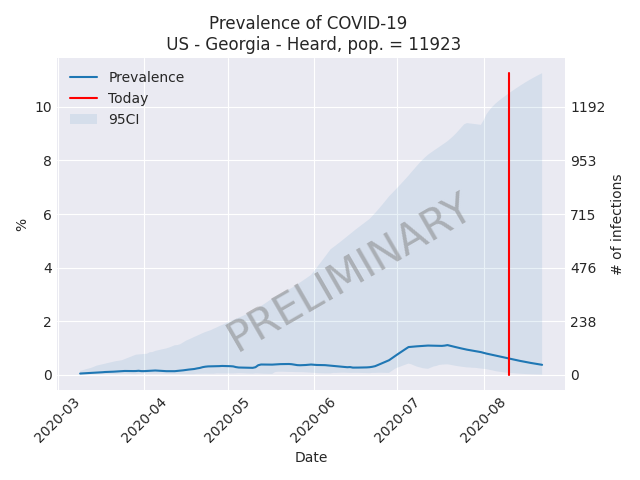 Prevalence of COVID-19
US - Georgia - Heard, pop. = 11923
Prevalence
Today
95CI
10
8
6
4
2
0
%
1192
953
715
476
238
0
# of infections
PRELIMINARY
2020-03
2020-04
2020-05
2020-06
2020-07
2020-08
Date